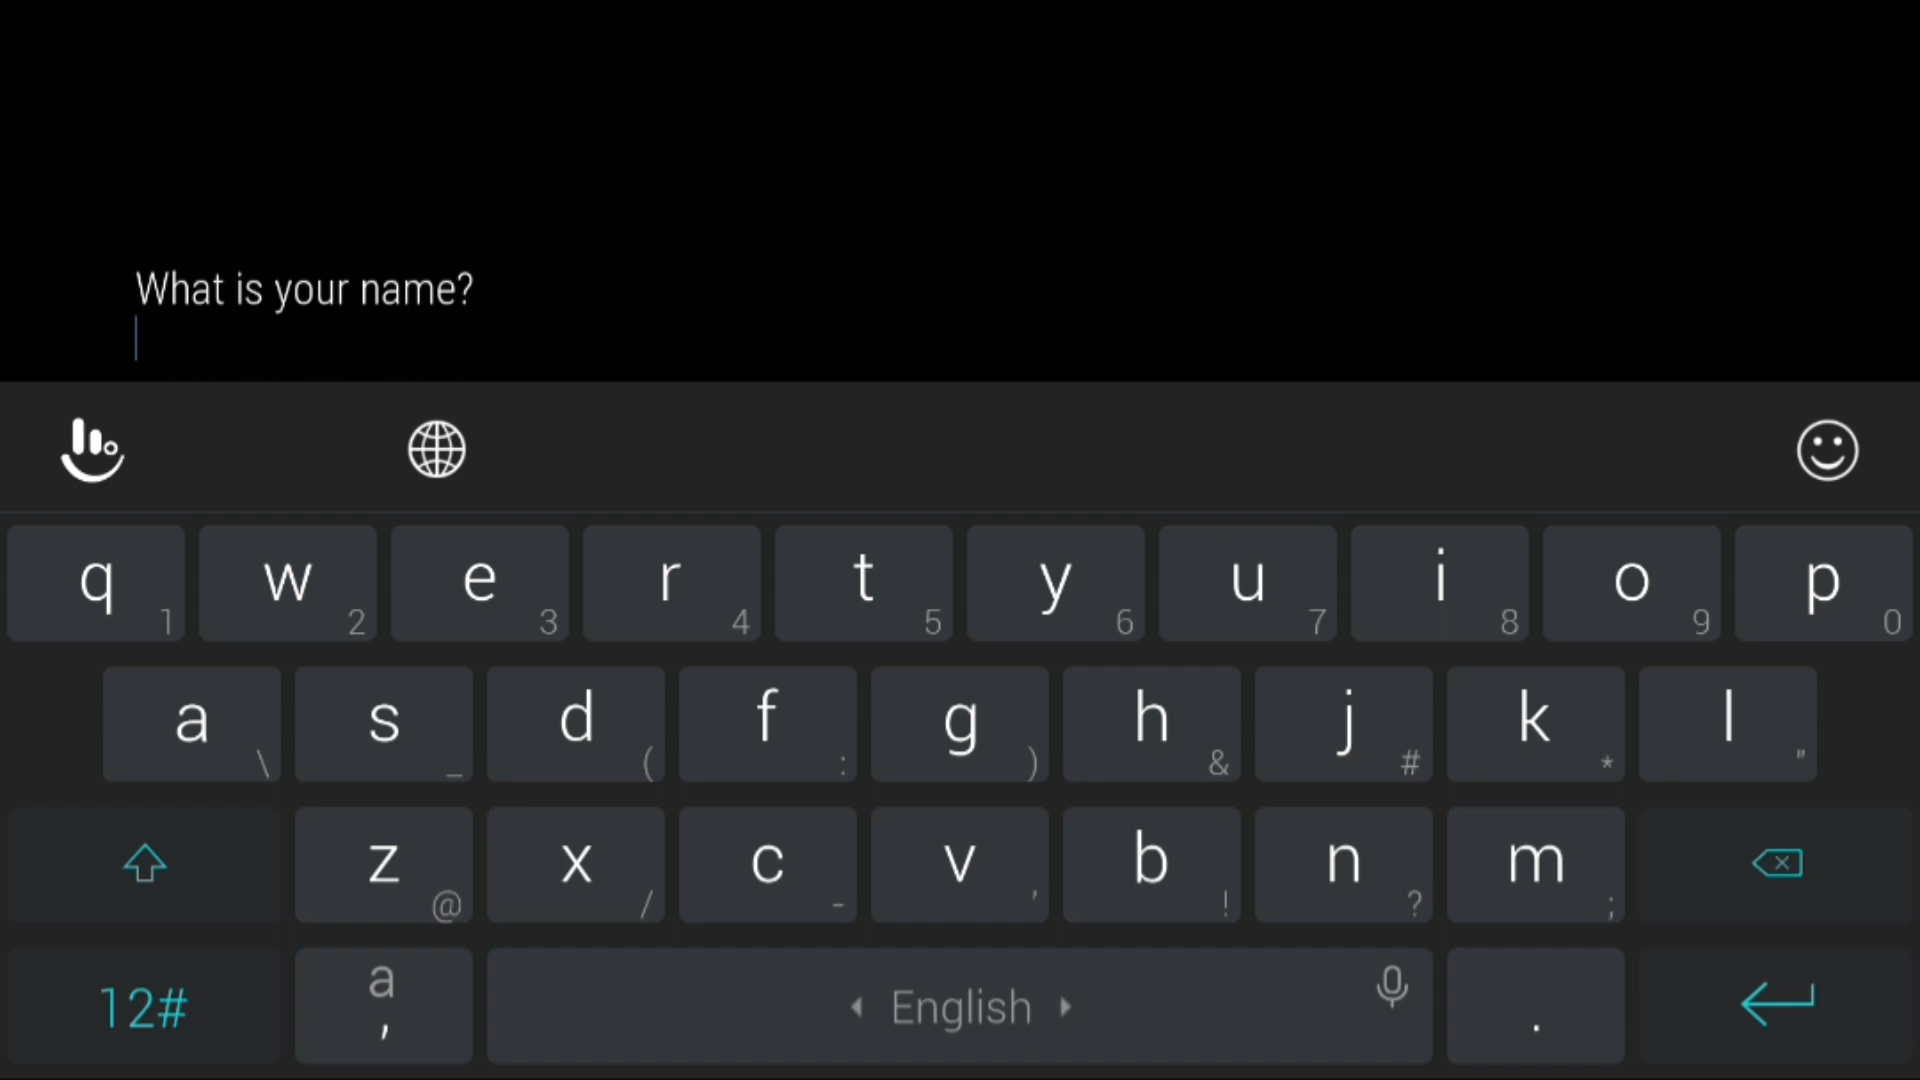 What is your name?
q 1 w 2 e 3 r 4 t 5 y 6 u 7 i 8 o 9 p 0
a \ s _ d ( f : g ) h & j # k * l "
z @ x / c - v ' b ! n ? m ;
12# a , English .